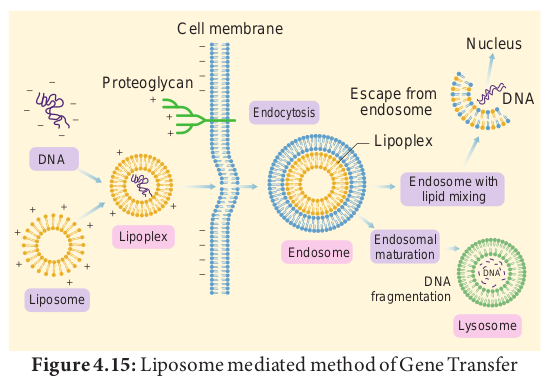 Cell membrane
Nucleus
Proteoglycan
Escape from
endosome
DNA
Endocytosis
Lipoplex
DNA
Lipoplex
Endosome with
lipid mixing
Endosome
Endosomal
maturation
Liposome
DNA
fragmentation
DNA
Lysosome
Figure 4.15: Liposome mediated method of Gene Transfer